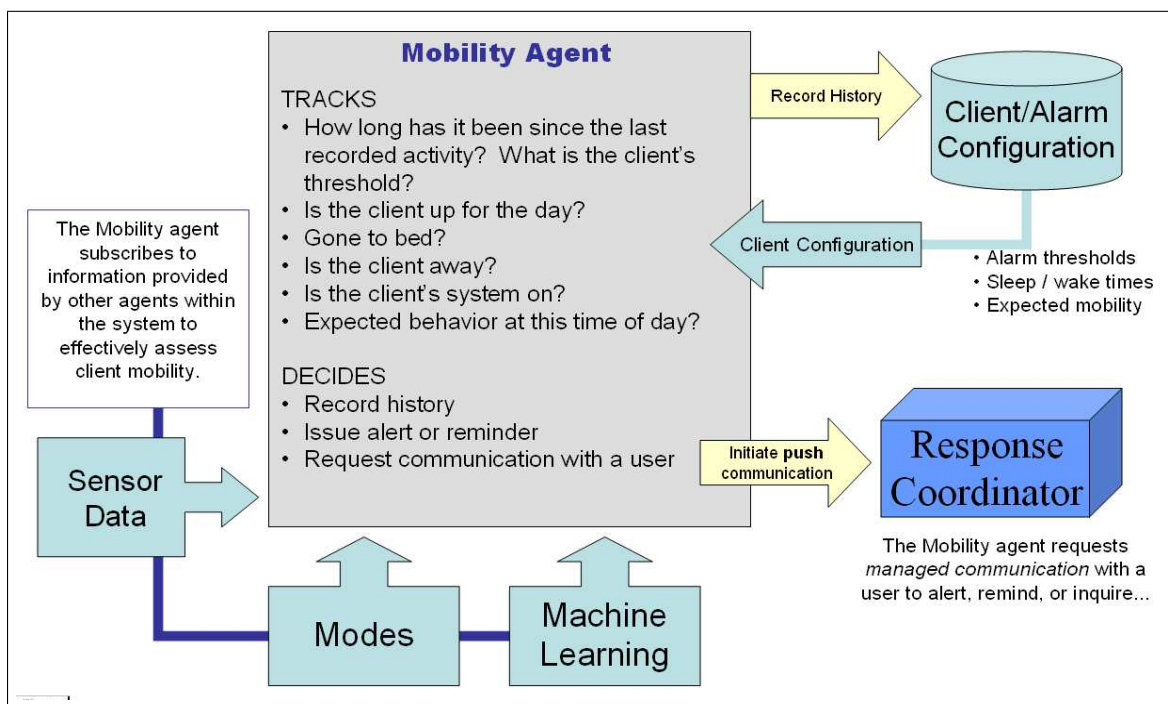 Mobility Agent
TRACKS
• How long has it been since the last
recorded activity? What is the client's
threshold?
• Is the client up for the day?
• Gone to bed?
• Is the client away?
• Is the client's system on?
• Expected behavior at this time of day?
DECIDES
• Record history
• Issue alert or reminder
• Request communication with a user
Record History
Client/Alarm
Configuration
Client Configuration
• Alarm thresholds
• Sleep / wake times
• Expected mobility
The Mobility agent
subscribes to
information provided
by other agents within
the system to
effectively assess
client mobility.
Sensor
Data
Initiate push
communication
Response
Coordinator
The Mobility agent requests
managed communication with a
user to alert, remind, or inquire...
Modes
Machine
Learning